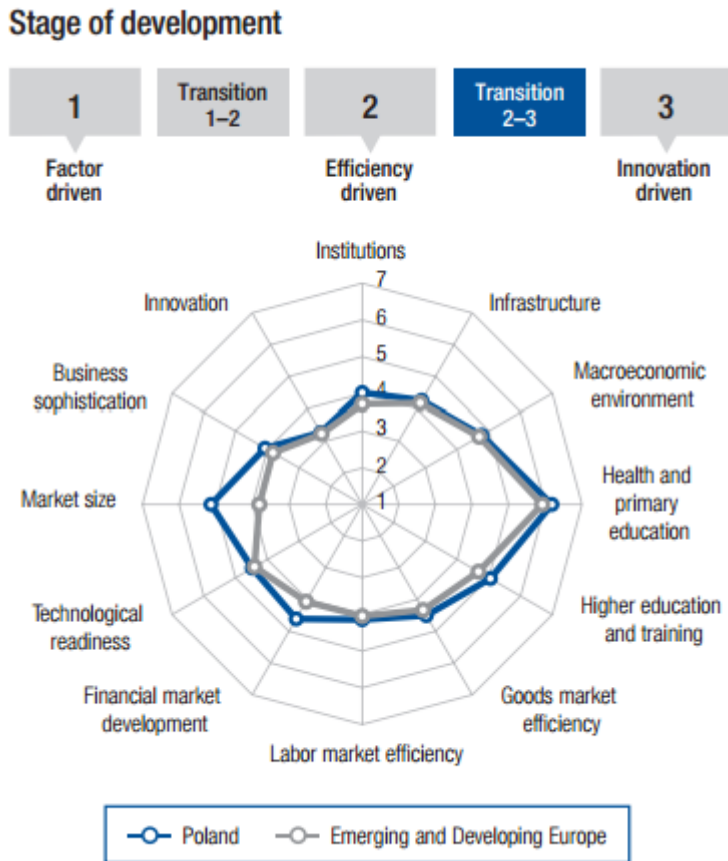 Stage of development
1
Transition
1–2
2
Transition
2–3
3
Factor
driven
Efficiency
driven
Innovation
driven
Institutions
7
6
5
4
3
2
1
Infrastructure
Macroeconomic
environment
Health and
primary
education
Higher education
and training
Goods market
efficiency
Labor market efficiency
Financial market
development
Technological
readiness
Market size
Business
sophistication
Innovation
Poland
Emerging and Developing Europe